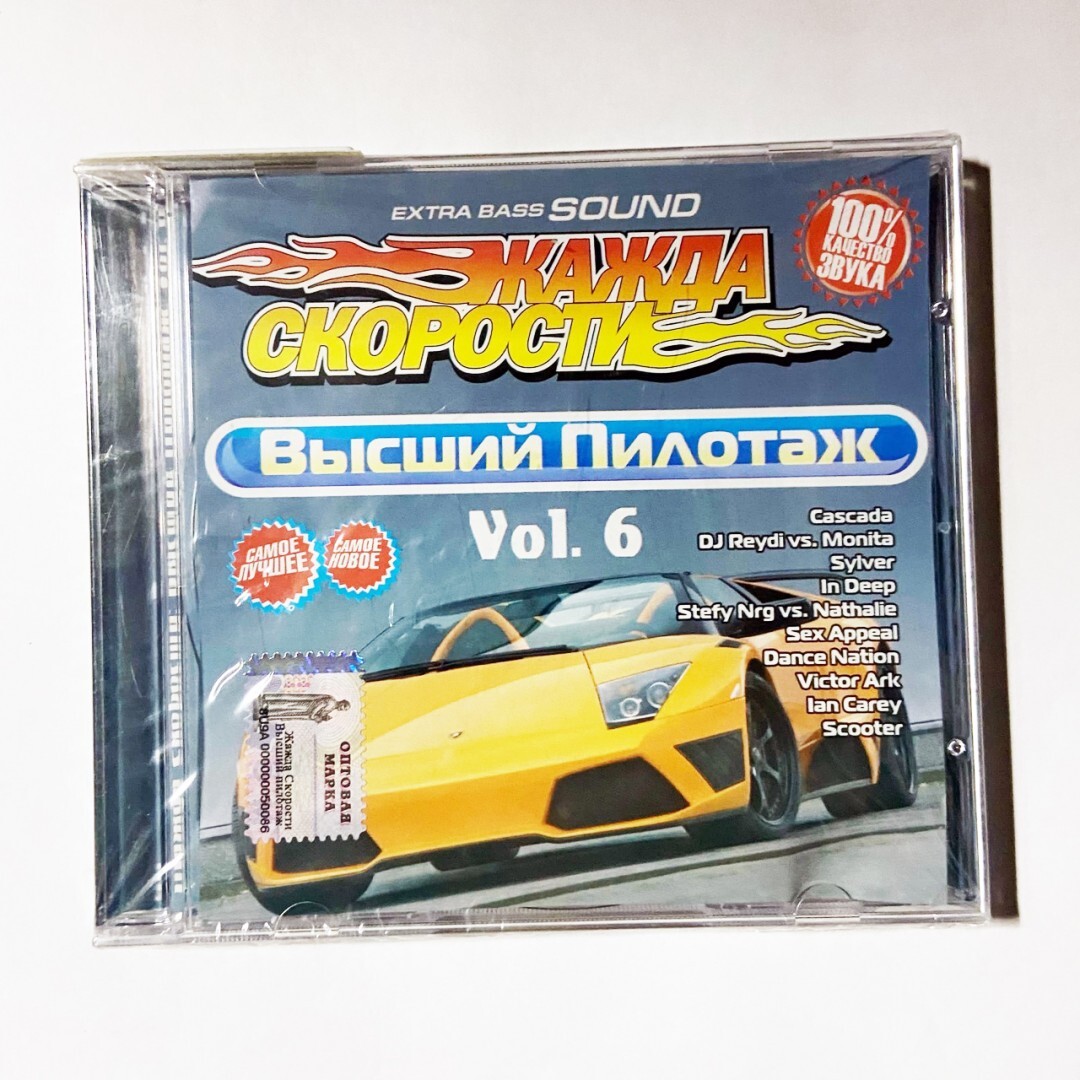 EXTRA BASS SOUND
ЖАЖДА
СКОРОСТИ
100%
КАЧЕСТВО
ЗВУКА
Высший Пилотаж
Vol. 6
САМОЕ
ЛУЧШЕЕ
САМОЕ
НОВОЕ
Cascada
DJ Reydi vs. Monita
Sylver
In Deep
Stefy Nrg vs. Nathalie
Sex Appeal
Dance Nation
Victor Ark
Ian Carey
Scooter
ОПТОВАЯ
МАРКА
Жажда Скорости
Высший пилотаж